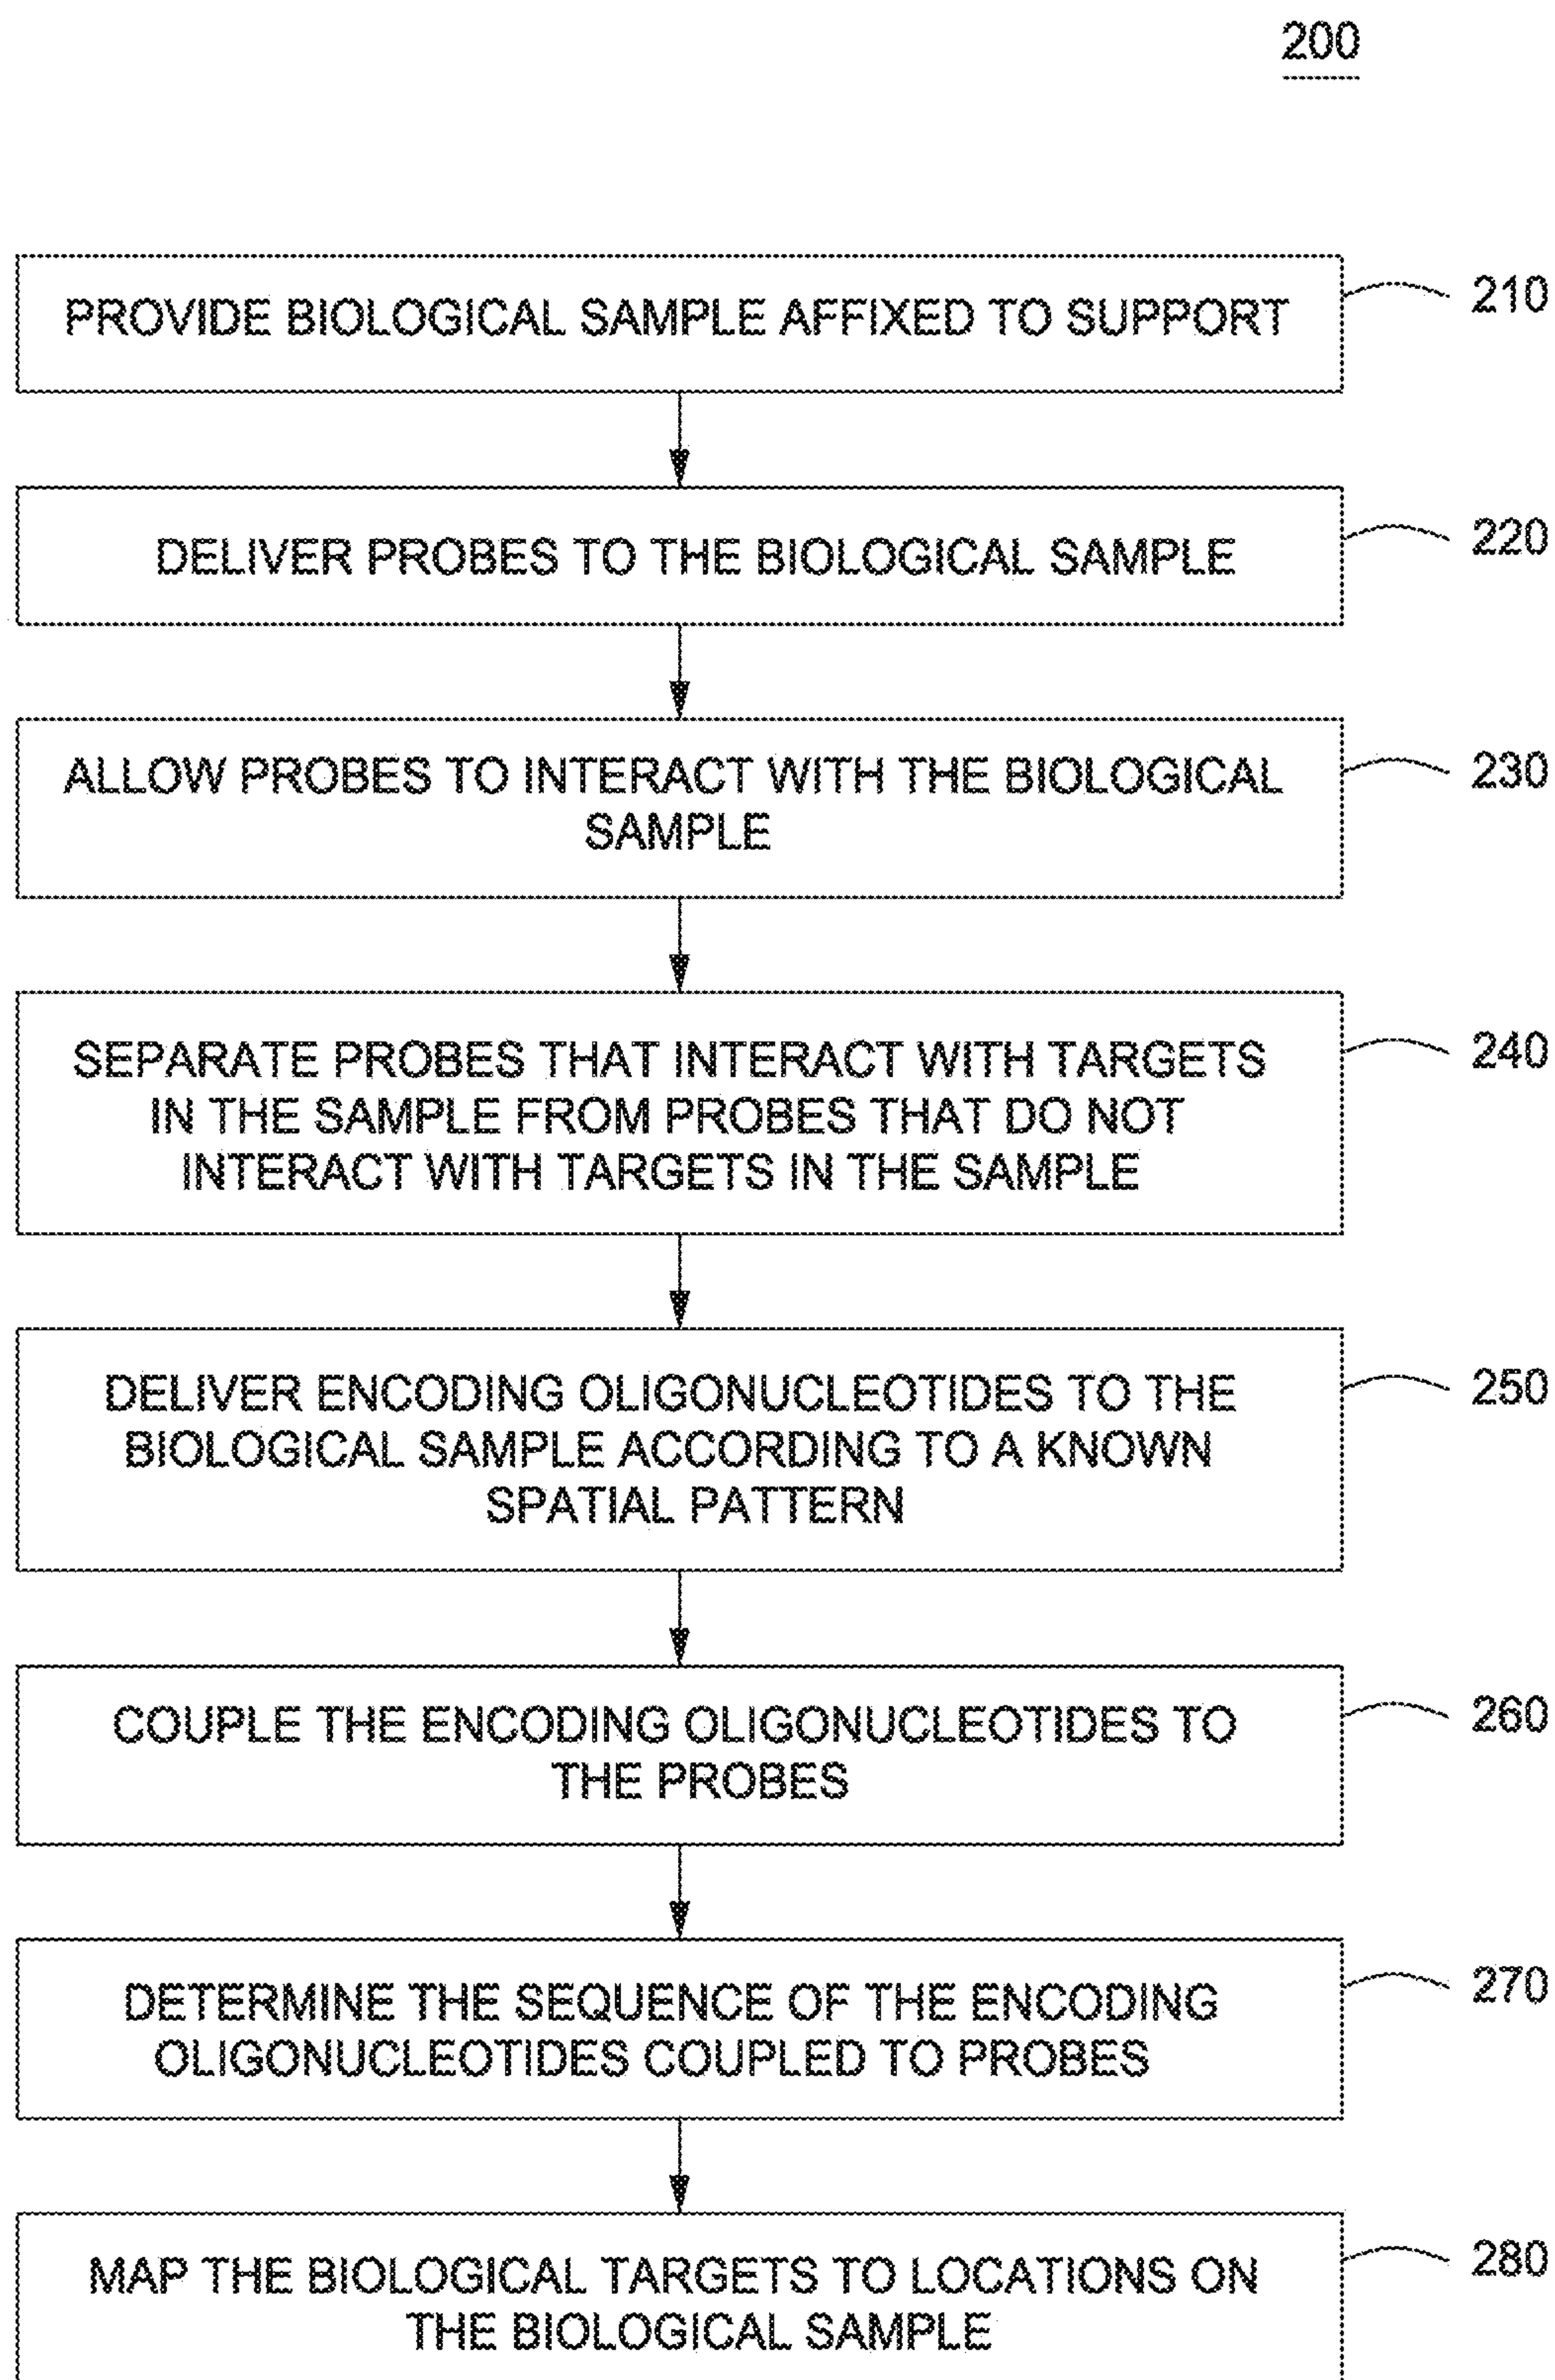 200
PROVIDE BIOLOGICAL SAMPLE AFFIXED TO SUPPORT
210
DELIVER PROBES TO THE BIOLOGICAL SAMPLE
220
ALLOW PROBES TO INTERACT WITH THE BIOLOGICAL
SAMPLE
230
SEPARATE PROBES THAT INTERACT WITH TARGETS
IN THE SAMPLE FROM PROBES THAT DO NOT
INTERACT WITH TARGETS IN THE SAMPLE
240
DELIVER ENCODING OLIGONUCLEOTIDES TO THE
BIOLOGICAL SAMPLE ACCORDING TO A KNOWN
SPATIAL PATTERN
250
COUPLE THE ENCODING OLIGONUCLEOTIDES TO
THE PROBES
260
DETERMINE THE SEQUENCE OF THE ENCODING
OLIGONUCLEOTIDES COUPLED TO PROBES
270
MAP THE BIOLOGICAL TARGETS TO LOCATIONS ON
THE BIOLOGICAL SAMPLE
280